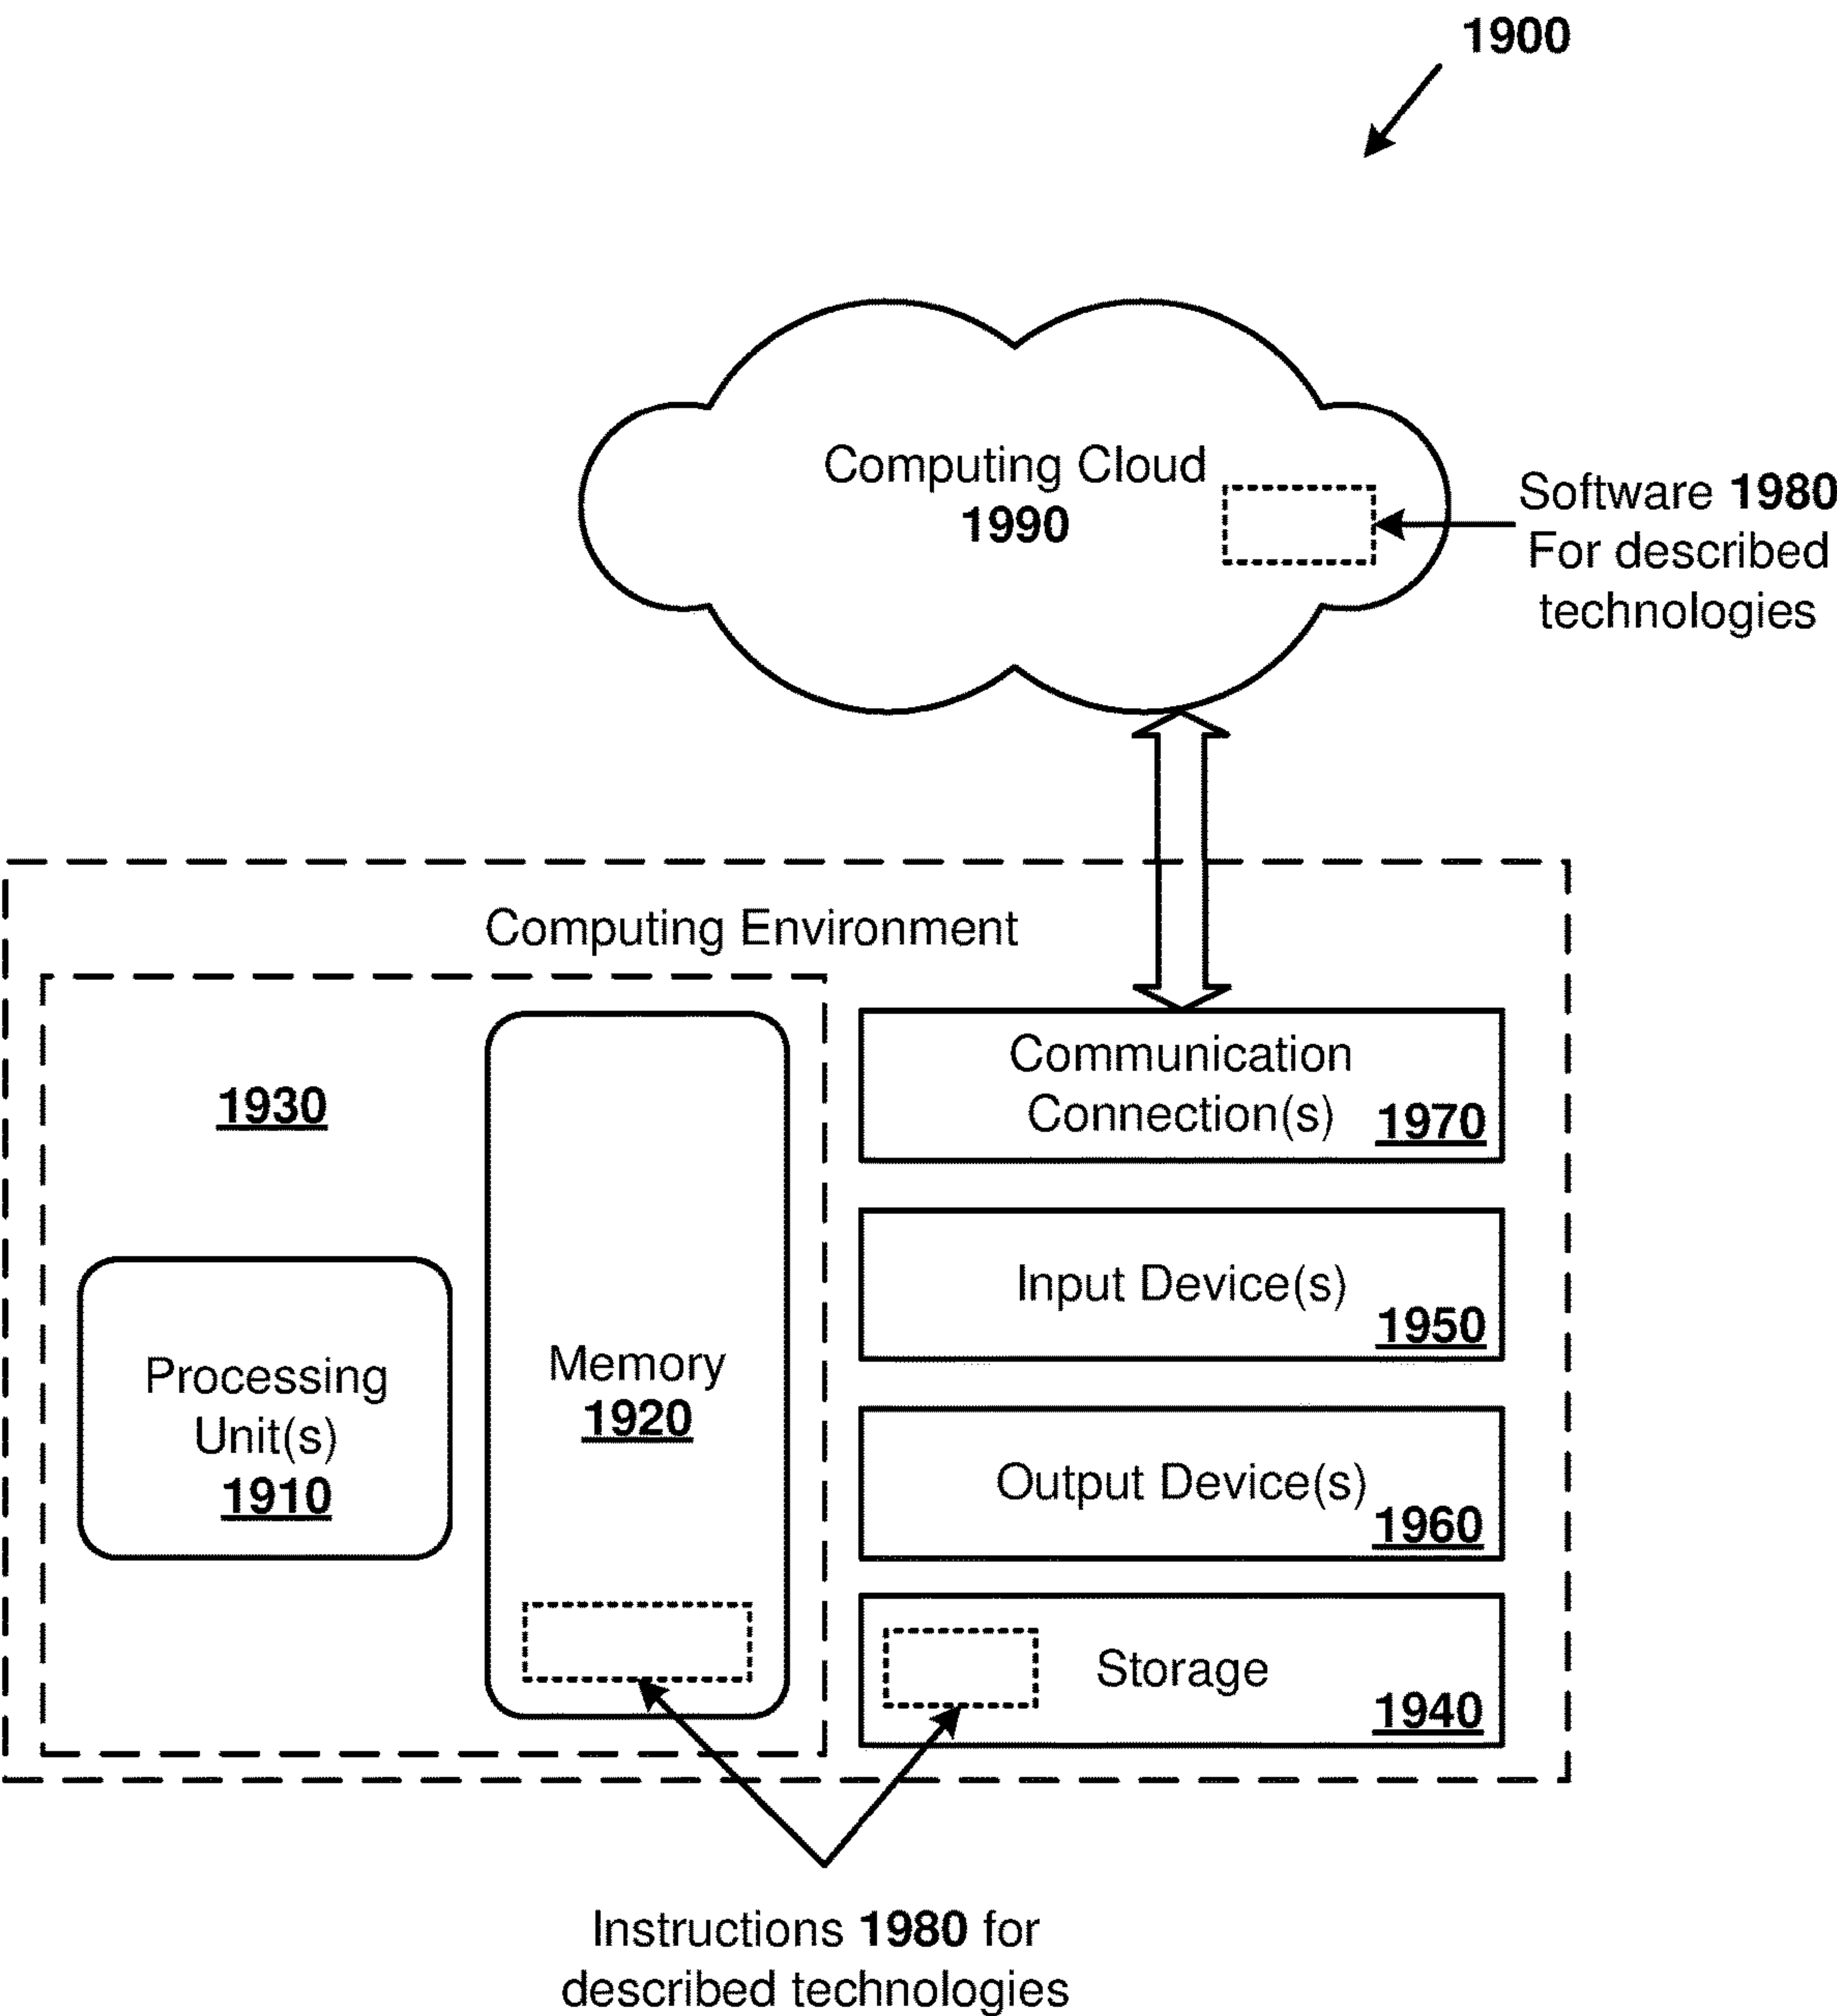 1900
Computing Cloud
1990
Software 1980
For described
technologies
Computing Environment
1930
Processing
Unit(s)
1910
Memory
1920
Communication
Connection(s) 1970
Input Device(s)
1950
Output Device(s)
1960
Storage
1940
Instructions 1980 for
described technologies